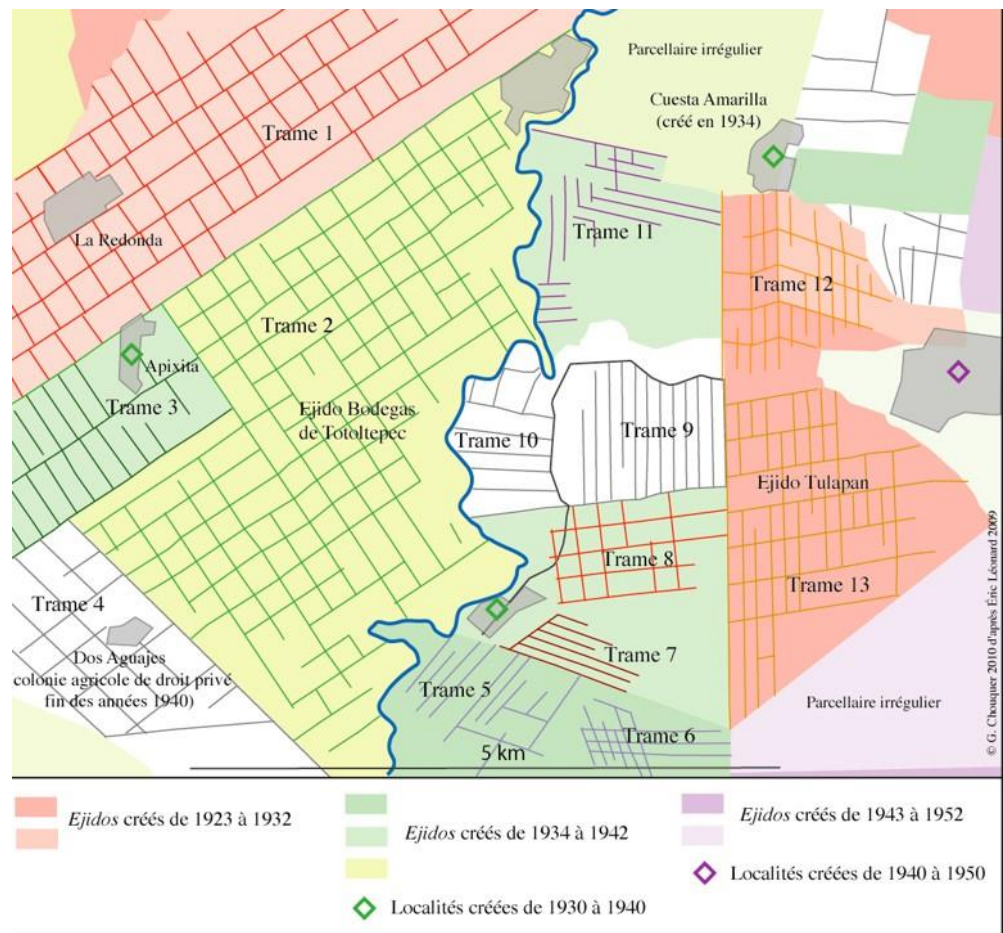 Parcellaire irrégulier
Cuesta Amarilla
(créé en 1934)
Trame 1
La Redonda
Trame 11
Trame 12
Trame 2
Apixita
Trame 3
Ejido Bodegas
de Totoltepec
Trame 10
Trame 9
Ejido Tulapan
Trame 8
Trame 13
Trame 4
Dos Aguajes
colonie agricole de droit privé
fin des années 1940)
Trame 7
Trame 5
Trame 6
Parcellaire irrégulier
5 km
© G. Chouquer 2010 d'après Éric Léonard 2009
Ejidos créés de 1923 à 1932
Ejidos créés de 1934 à 1942
Ejidos créés de 1943 à 1952
Localités créées de 1940 à 1950
Localités créées de 1930 à 1940